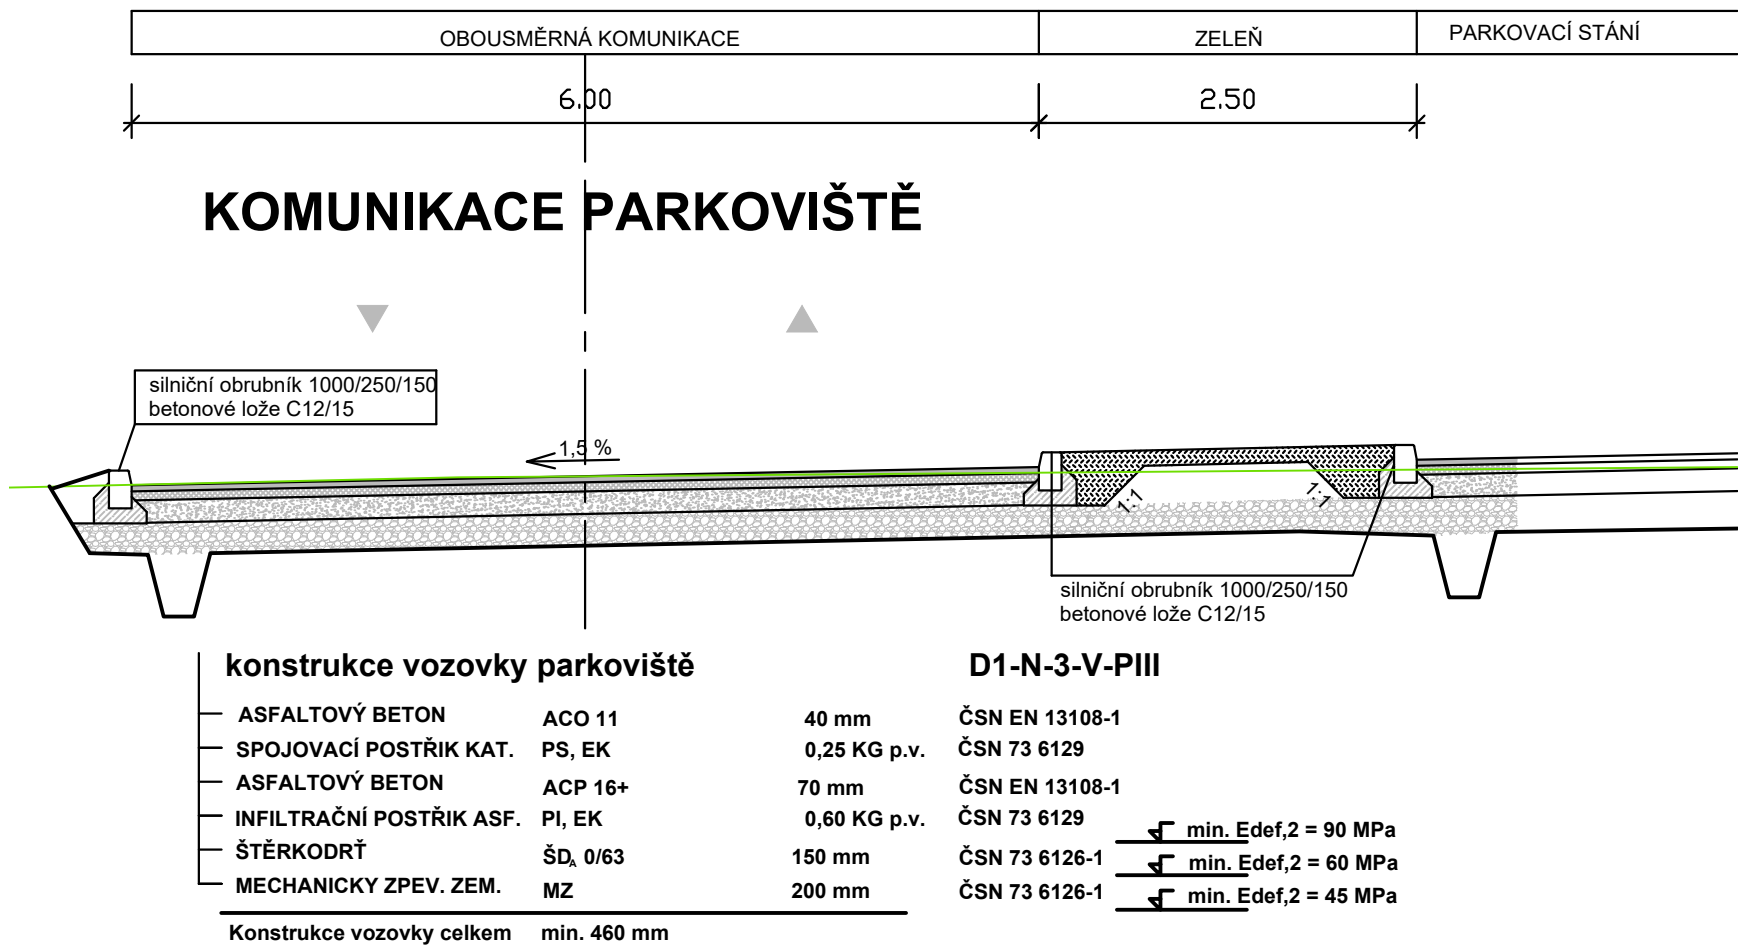 OBOUSMĚRNÁ KOMUNIKACE ZELEŇ PARKOVACÍ STÁNÍ
6.00 2.50
KOMUNIKACE PARKOVIŠTĚ
silniční obrubník 1000/250/150
betonové lože C12/15
1,5 %
1:1 1:1
silniční obrubník 1000/250/150
betonové lože C12/15
konstrukce vozovky parkoviště D1-N-3-V-PIII
ASFALTOVÝ BETON ACO 11 40 mm ČSN EN 13108-1
SPOJOVACÍ POSTŘIK KAT. PS, EK 0,25 KG p.v. ČSN 73 6129
ASFALTOVÝ BETON ACP 16+ 70 mm ČSN EN 13108-1
INFILTRAČNÍ POSTŘIK ASF. PI, EK 0,60 KG p.v. ČSN 73 6129 min. Edef,2 = 90 MPa
ŠTĚRKODRŤ ŠDA 0/63 150 mm ČSN 73 6126-1 min. Edef,2 = 60 MPa
MECHANICKY ZPEV. ZEM. MZ 200 mm ČSN 73 6126-1 min. Edef,2 = 45 MPa
Konstrukce vozovky celkem min. 460 mm